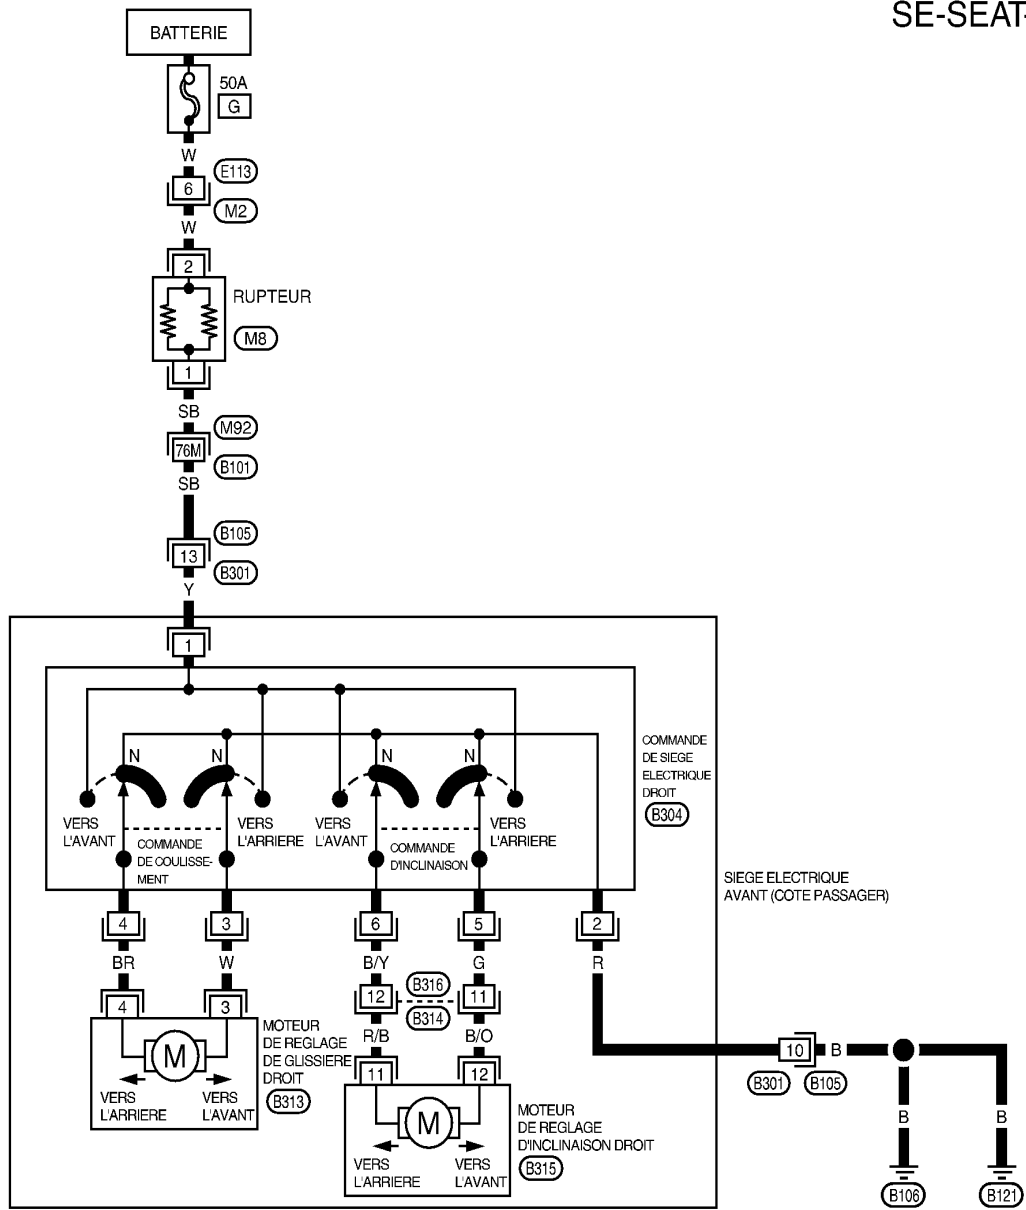 SE-SEAT-
BATTERIE
50A
G
W
E113
6
M2
W
2
RUPTEUR
M8
1
SB
M92
76M
B101
SB
B105
13
B301
Y
1
N
N
N
N
VERS
L'AVANT
COMMANDE
DE COULISSE-
MENT
VERS
L'ARRIERE
VERS
L'AVANT
COMMANDE
D'INCLINAISON
VERS
L'ARRIERE
COMMANDE
DE SIEGE
ELECTRIQUE
DROIT
B304
SIEGE ELECTRIQUE
AVANT (COTE PASSAGER)
4
3
6
5
2
BR
W
B/Y
G
R
B316
12
11
B314
4
3
R/B
B/O
11
12
M
VERS
L'ARRIERE
VERS
L'AVANT
MOTEUR
DE REGLAGE
DE GLISSIERE
DROIT
B313
M
VERS
L'ARRIERE
VERS
L'AVANT
MOTEUR
DE REGLAGE
D'INCLINAISON DROIT
B315
10
B
B301
B105
B
B
B106
B121